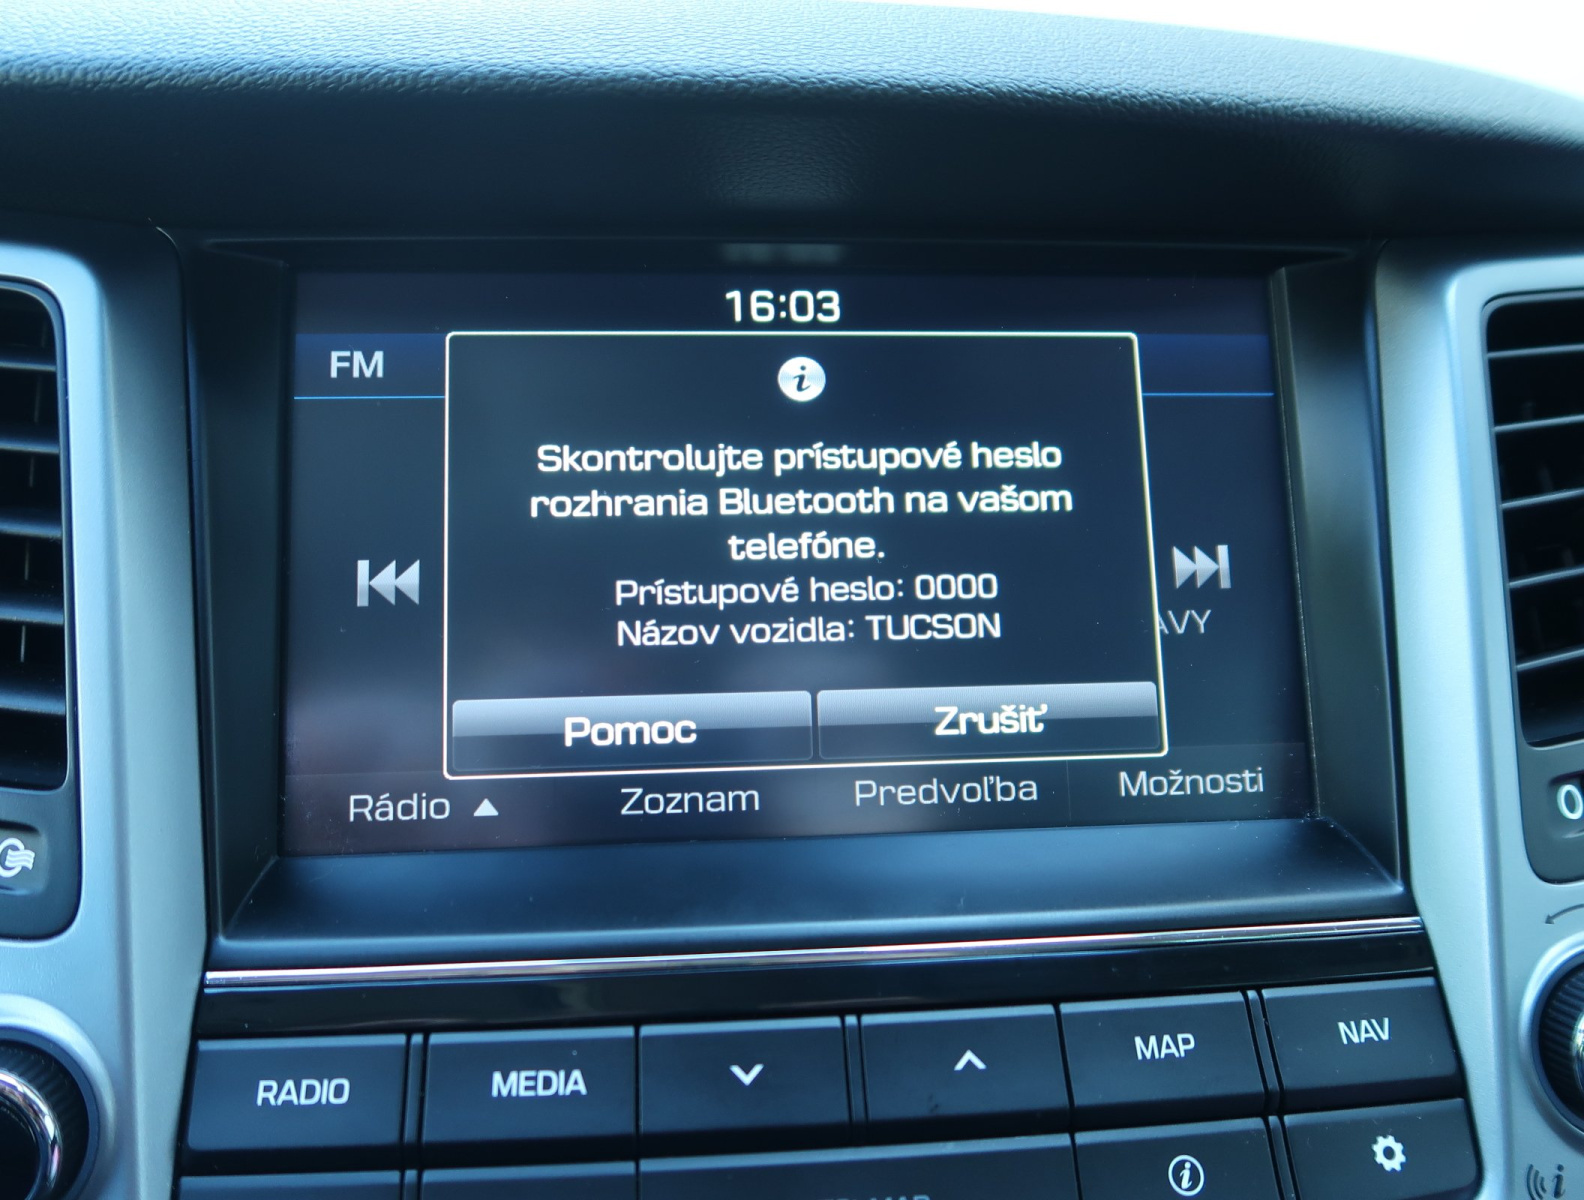 16:03
FM
Skontrolujte prístupové heslo
rozhrania Bluetooth na vašom
telefóne.
Prístupové heslo: 0000
Názov vozidla: TUCSON
AVY
Pomoc Zrušiť
Rádio ▲ Zoznam Predvoľba Možnosti
RADIO MEDIA MAP NAV